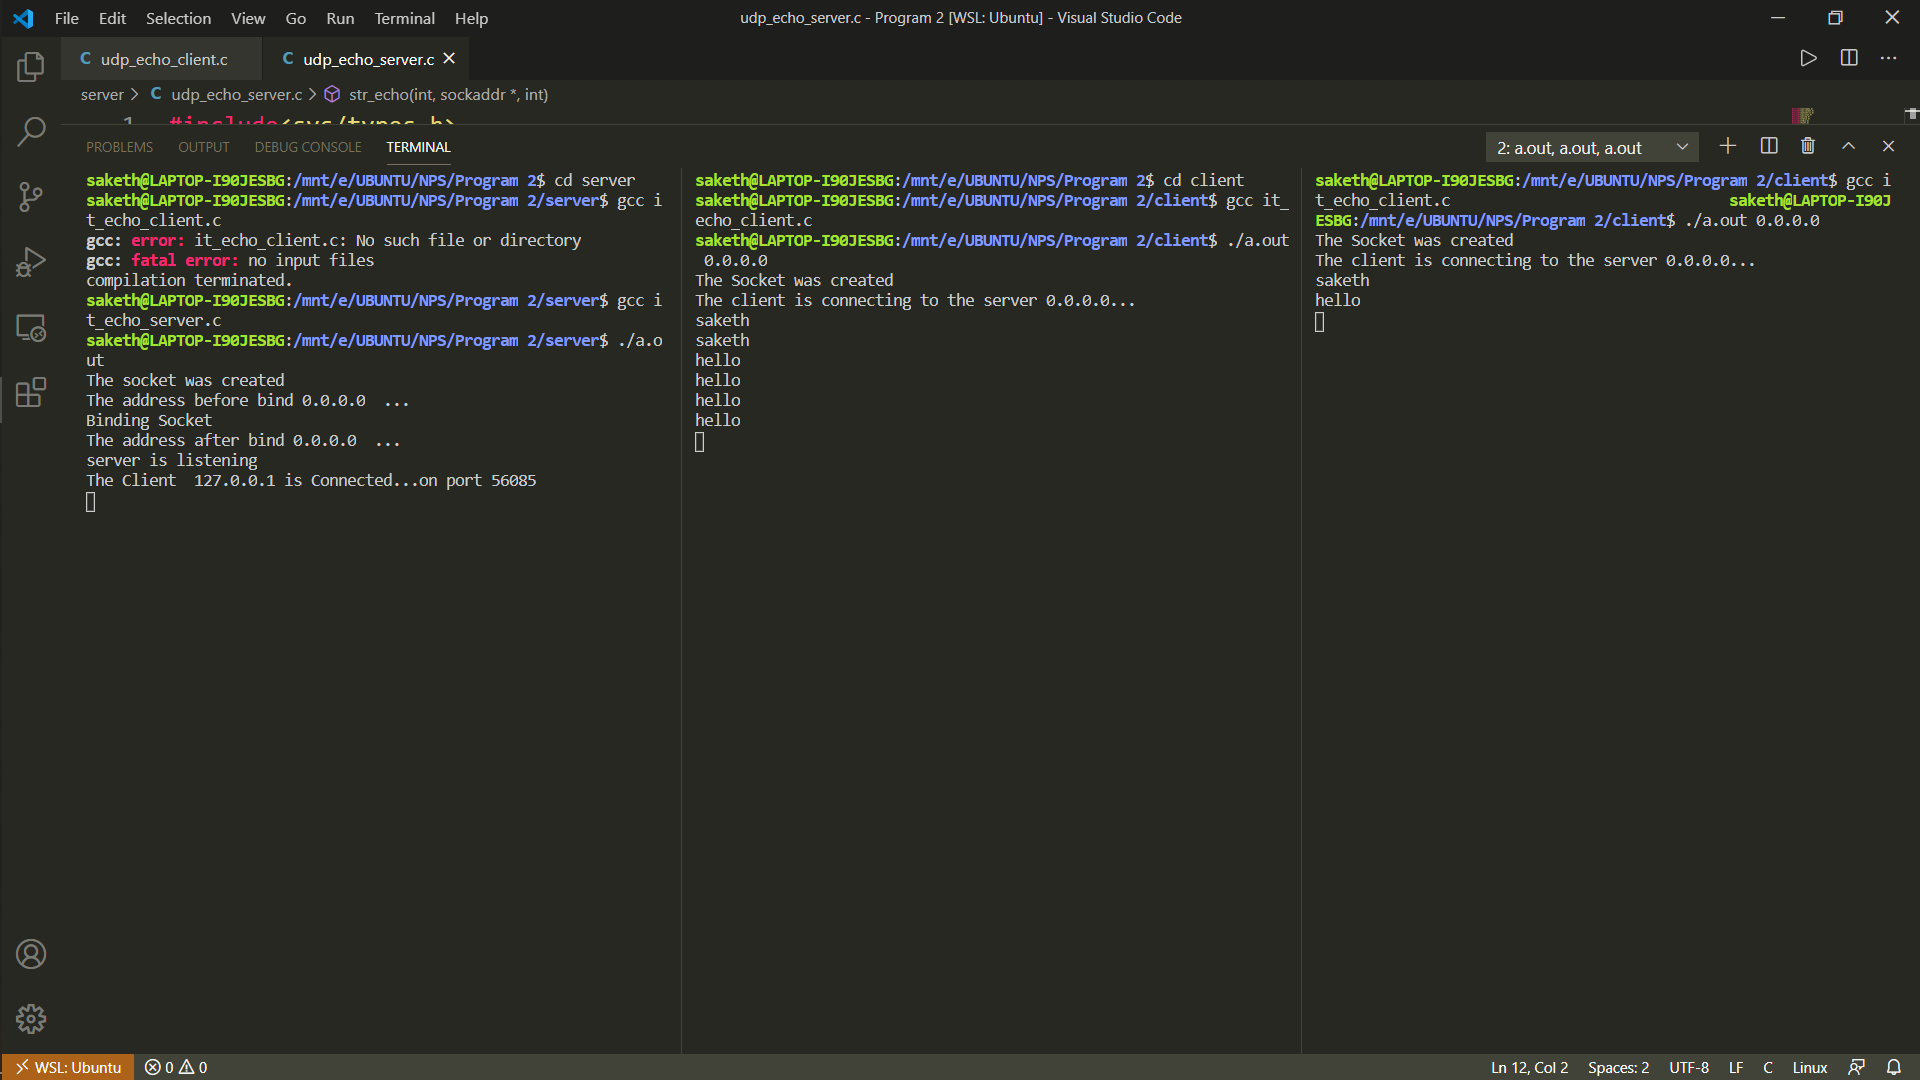 File Edit Selection View Go Run Terminal Help
udp_echo_server.c - Program 2 [WSL: Ubuntu] - Visual Studio Code
C udp_echo_client.c
C udp_echo_server.c
server > C udp_echo_server.c > str_echo(int, sockaddr *, int)
1 #include<sys/types.h>
PROBLEMS OUTPUT DEBUG CONSOLE TERMINAL
2: a.out, a.out, a.out
saketh@LAPTOP-I90JESBG:/mnt/e/UBUNTU/NPS/Program 2$ cd server
saketh@LAPTOP-I90JESBG:/mnt/e/UBUNTU/NPS/Program 2/server$ gcc i
t_echo_client.c
gcc: error: it_echo_client.c: No such file or directory
gcc: fatal error: no input files
compilation terminated.
saketh@LAPTOP-I90JESBG:/mnt/e/UBUNTU/NPS/Program 2/server$ gcc i
t_echo_server.c
saketh@LAPTOP-I90JESBG:/mnt/e/UBUNTU/NPS/Program 2/server$ ./a.o
ut
The socket was created
The address before bind 0.0.0.0  ...
Binding Socket
The address after bind 0.0.0.0  ...
server is listening
The Client  127.0.0.1 is Connected...on port 56085
saketh@LAPTOP-I90JESBG:/mnt/e/UBUNTU/NPS/Program 2$ cd client
saketh@LAPTOP-I90JESBG:/mnt/e/UBUNTU/NPS/Program 2/client$ gcc it_
echo_client.c
saketh@LAPTOP-I90JESBG:/mnt/e/UBUNTU/NPS/Program 2/client$ ./a.out
 0.0.0.0
The Socket was created
The client is connecting to the server 0.0.0.0...
saketh
saketh
hello
hello
hello
hello
saketh@LAPTOP-I90JESBG:/mnt/e/UBUNTU/NPS/Program 2/client$ gcc i
t_echo_client.c saketh@LAPTOP-I90J
ESBG:/mnt/e/UBUNTU/NPS/Program 2/client$ ./a.out 0.0.0.0
The Socket was created
The client is connecting to the server 0.0.0.0...
saketh
hello
WSL: Ubuntu 0 0
Ln 12, Col 2 Spaces: 2 UTF-8 LF C Linux